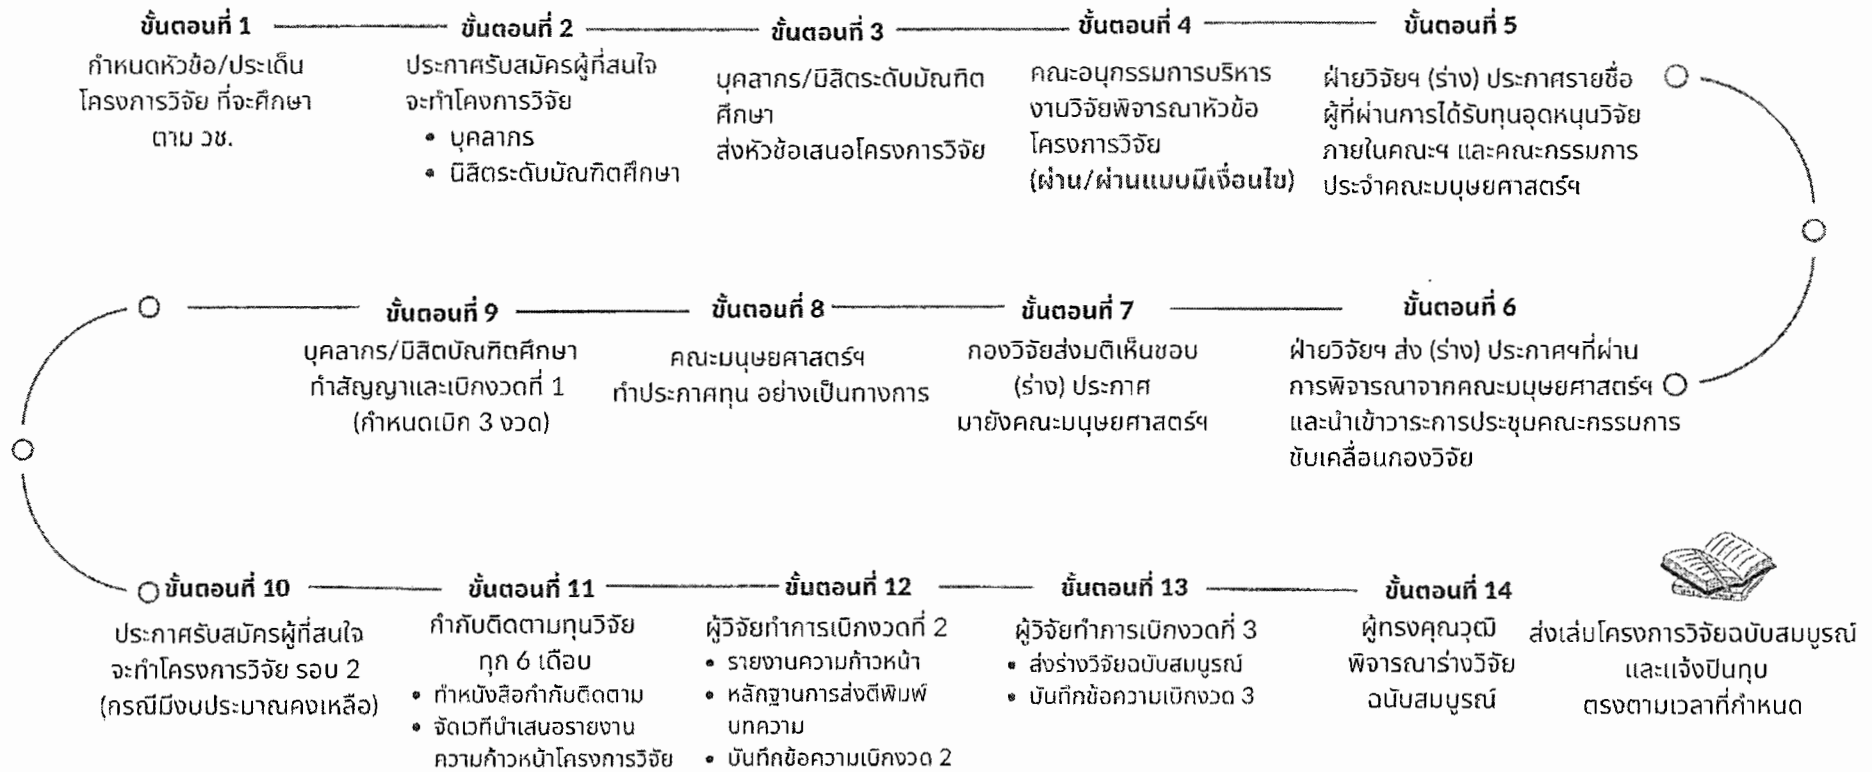 ขั้นตอนที่ 1
กำหนดหัวข้อ/ประเด็น
โครงการวิจัย ที่จะศึกษา
ตาม วช.
ขั้นตอนที่ 2
ประกาศรับสมัครผู้ที่สนใจ
จะทำโคงการวิจัย
• บุคลากร
• นิสิตระดับบัณฑิตศึกษา
ขั้นตอนที่ 3
บุคลากร/นิสิตระดับบัณฑิต
ศึกษา
ส่งหัวข้อเสนอโครงการวิจัย
ขั้นตอนที่ 4
คณะอนุกรรมการบริหาร
งานวิจัยพิจารณาหัวข้อ
โครงการวิจัย
(ผ่าน/ผ่านแบบมีเงื่อนไข)
ขั้นตอนที่ 5
ฝ่ายวิจัยฯ (ร่าง) ประกาศรายชื่อ
ผู้ที่ผ่านการได้รับทุนอุดหนุนวิจัย
ภายในคณะฯ และคณะกรรมการ
ประจำคณะมนุษยศาสตร์ฯ
ขั้นตอนที่ 6
ฝ่ายวิจัยฯ ส่ง (ร่าง) ประกาศฯที่ผ่าน
การพิจารณาจากคณะมนุษยศาสตร์ฯ
และนำเข้าวาระการประชุมคณะกรรมการ
ขับเคลื่อนกองวิจัย
ขั้นตอนที่ 7
กองวิจัยส่งมติเห็นชอบ
(ร่าง) ประกาศ
มายังคณะมนุษยศาสตร์ฯ
ขั้นตอนที่ 8
คณะมนุษยศาสตร์ฯ
ทำประกาศทุน อย่างเป็นทางการ
ขั้นตอนที่ 9
บุคลากร/นิสิตบัณฑิตศึกษา
ทำสัญญาและเบิกงวดที่ 1
(กำหนดเบิก 3 งวด)
ขั้นตอนที่ 10
ประกาศรับสมัครผู้ที่สนใจ
จะทำโครงการวิจัย รอบ 2
(กรณีมีงบประมาณคงเหลือ)
ขั้นตอนที่ 11
กำกับติดตามทุนวิจัย
ทุก 6 เดือน
• ทำหนังสือกำกับติดตาม
• จัดเวทีนำเสนอรายงาน
ความก้าวหน้าโครงการวิจัย
ขั้นตอนที่ 12
ผู้วิจัยทำการเบิกงวดที่ 2
• รายงานความก้าวหน้า
• หลักฐานการส่งตีพิมพ์
บทความ
• บันทึกข้อความเบิกงวด 2
ขั้นตอนที่ 13
ผู้วิจัยทำการเบิกงวดที่ 3
• ส่งร่างวิจัยฉบับสมบูรณ์
• บันทึกข้อความเบิกงวด 3
ขั้นตอนที่ 14
ผู้ทรงคุณวุฒิ
พิจารณาร่างวิจัย
ฉบับสมบูรณ์
ส่งเล่มโครงการวิจัยฉบับสมบูรณ์
และแจ้งปิดทุน
ตรงตามเวลาที่กำหนด